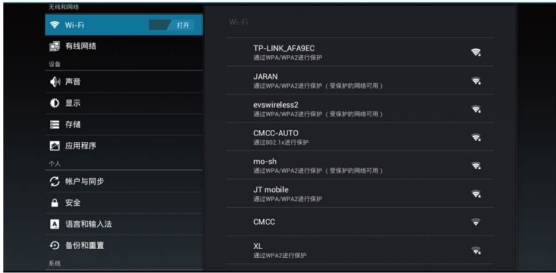 无线和网络
Wi-Fi
打开
有线网络
设备
声音
显示
存储
应用程序
个人
帐户与同步
安全
A 语言和输入法
备份和重置
系统
Wi-Fi
TP-LINK_AFA9EC
通过WPA/WPA2进行保护
JARAN
通过WPA/WPA2进行保护（受保护的网络可用）
evswireless2
通过WPA/WPA2进行保护（受保护的网络可用）
CMCC-AUTO
通过802.1x进行保护
mo-sh
通过WPA/WPA2进行保护（受保护的网络可用）
JT mobile
通过WPA/WPA2进行保护
CMCC
XL
通过WPA2进行保护